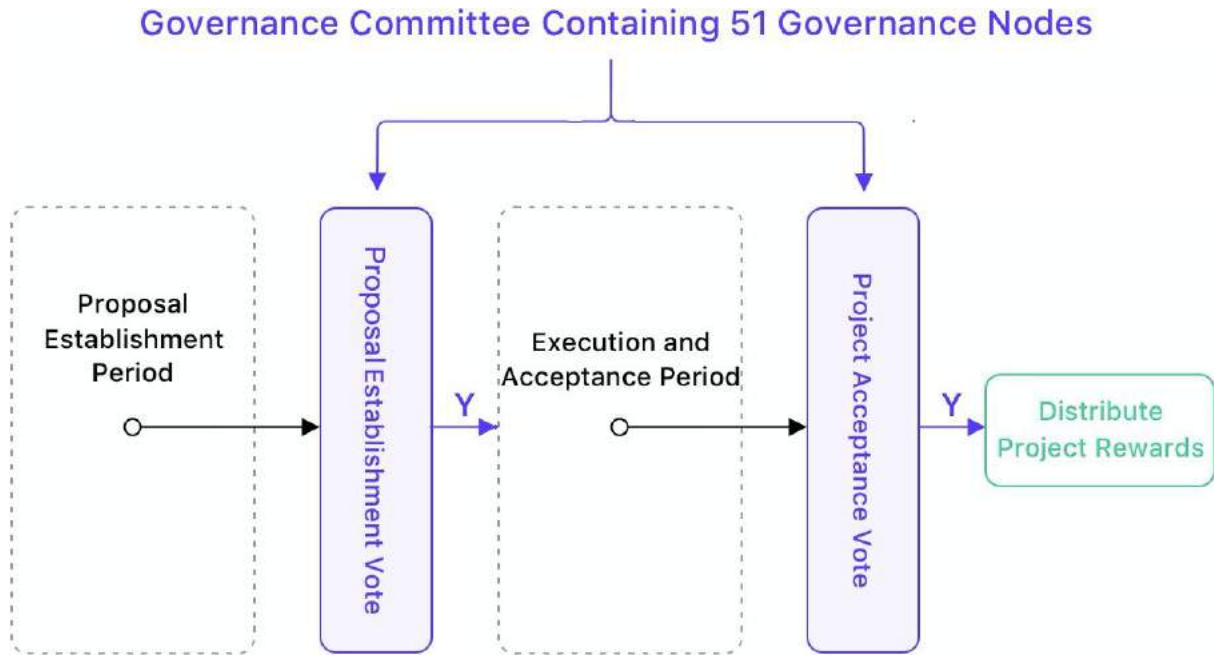 Governance Committee Containing 51 Governance Nodes
Proposal
Establishment
Period
Proposal Establishment Vote
Y
Execution and
Acceptance Period
Project Acceptance Vote
Y
Distribute
Project Rewards